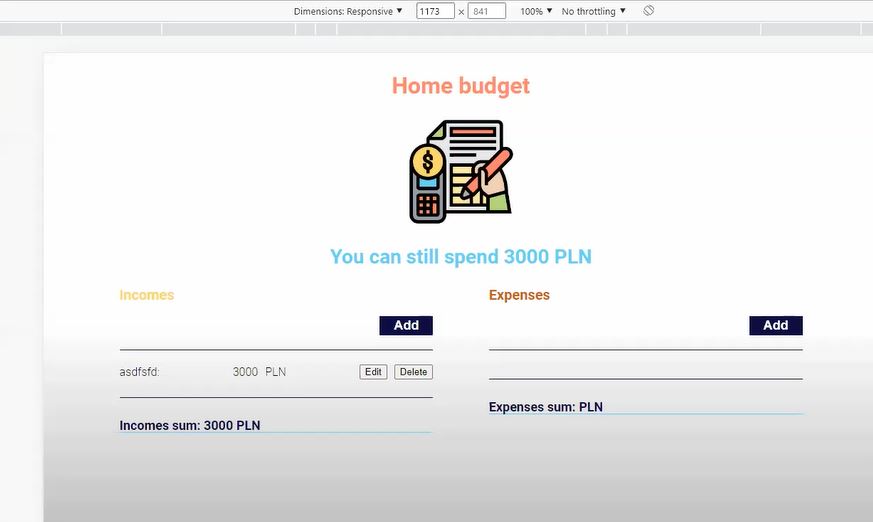 Dimensions: Responsive ▼ 1173 × 841 100% ▼ No throttling ▼
Home budget
$
You can still spend 3000 PLN
Incomes
Add
asdfsfd: 3000 PLN Edit Delete
Incomes sum: 3000 PLN
Expenses
Add
Expenses sum: PLN